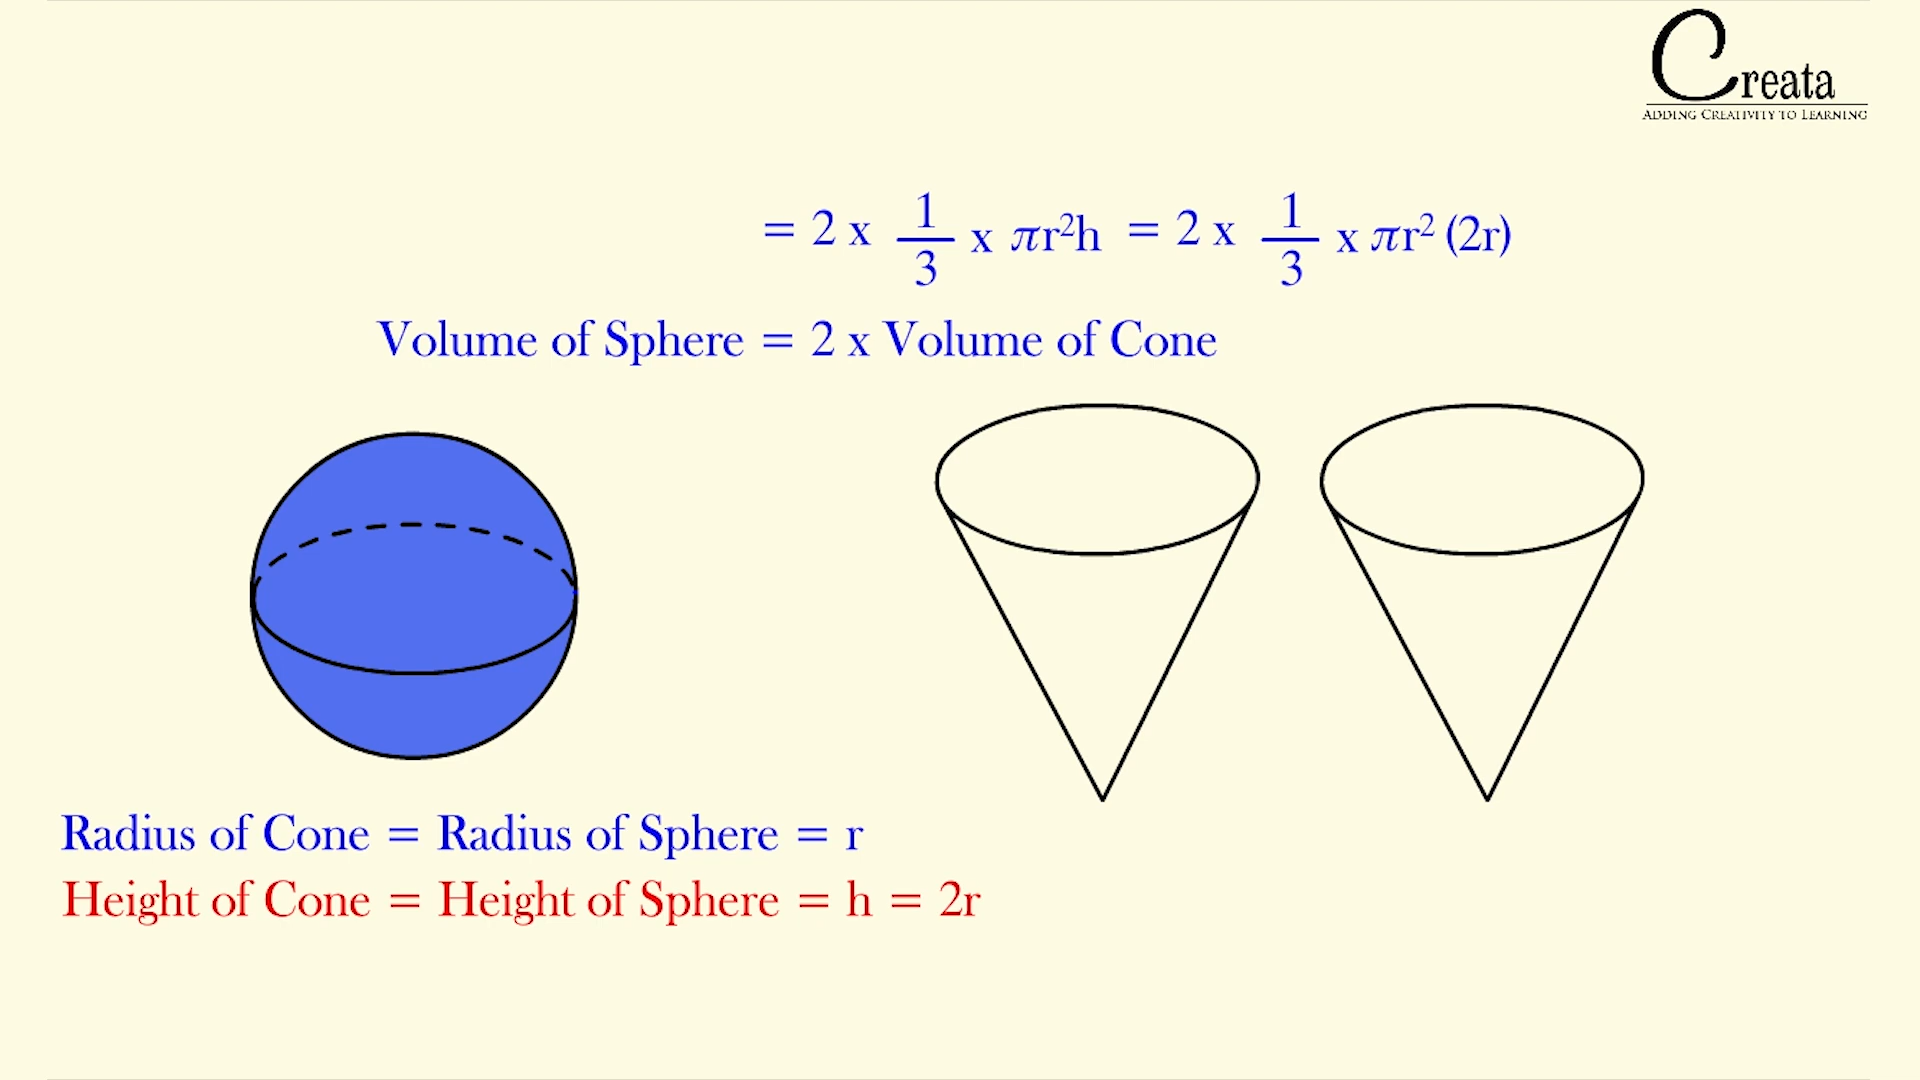 Creata
Adding Creativity to Learning
= 2 x 1/3 x πr²h = 2 x 1/3 x πr² (2r)
Volume of Sphere = 2 x Volume of Cone
Radius of Cone = Radius of Sphere = r
Height of Cone = Height of Sphere = h = 2r